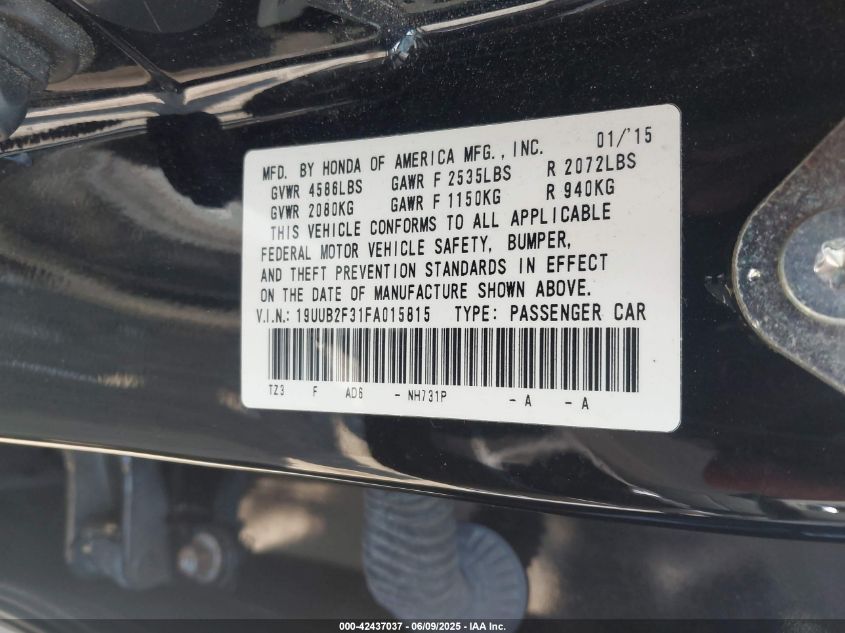 01/'15
MFD. BY HONDA OF AMERICA MFG., INC.
GVWR 4586LBS GAWR F 2535LBS R 2072LBS
GVWR 2080KG GAWR F 1150KG R 940KG
THIS VEHICLE CONFORMS TO ALL APPLICABLE
FEDERAL MOTOR VEHICLE SAFETY, BUMPER,
AND THEFT PREVENTION STANDARDS IN EFFECT
ON THE DATE OF MANUFACTURE SHOWN ABOVE.
V.I.N.: 19UUB2F31FA015815 TYPE: PASSENGER CAR
TZ3 F AD6 - NH731P - A - A
000-42437037 | 06/09/2025 - IAA Inc.